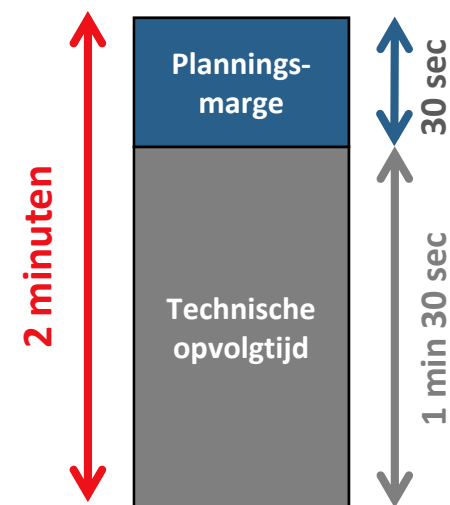 Plannings-
marge
30 sec
2 minuten
Technische
opvolgtijd
1 min 30 sec